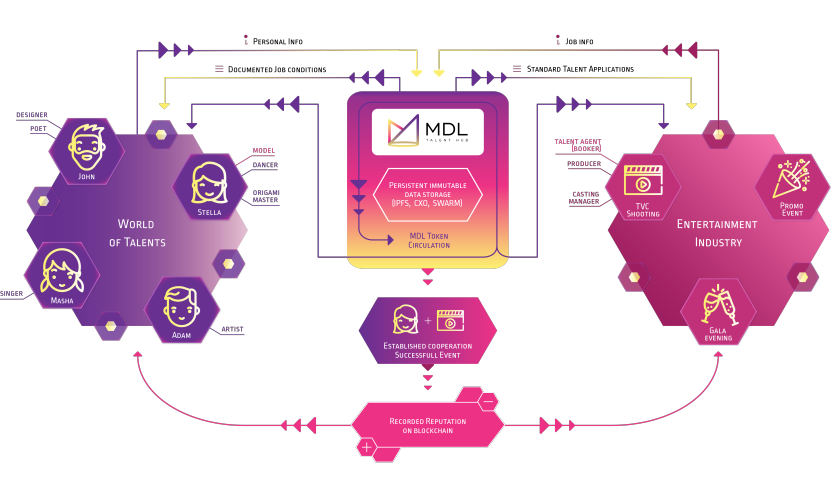 Personal Info
Job info
Documented Job conditions
Standard Talent Applications
MDL
TALENT HUB
Persistent immutable
data storage
(IPFS, CXO, SWARM)
MDL Token
Circulation
Designer
Poet
John
Model
Dancer
Origami
Master
Stella
World
of Talents
Singer
Masha
Adam
Artist
Talent agent
(booker)
Producer
Casting
manager
TVC
Shooting
Promo
Event
Entertainment
Industry
Gala
evening
+
Established cooperation
Successfull Event
Recorded Reputation
on blockchain